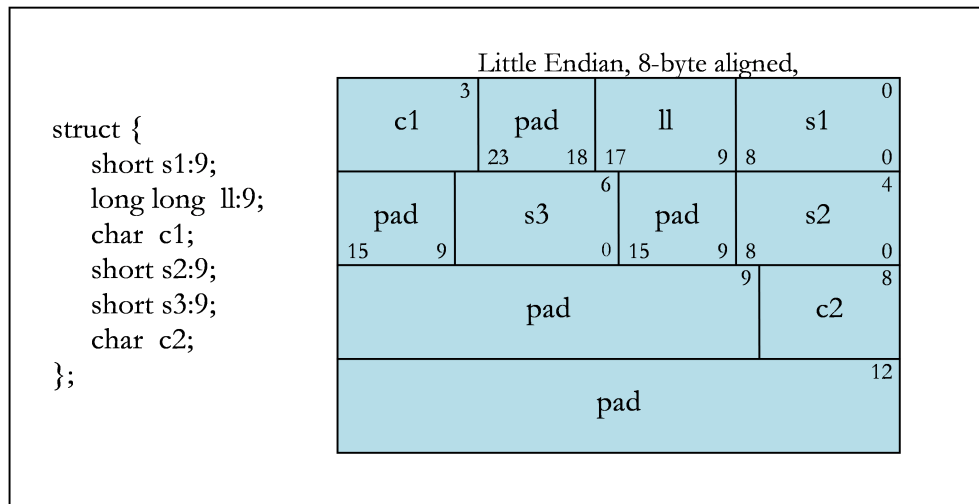 Little Endian, 8-byte aligned,
struct {
short s1:9;
long long ll:9;
char c1;
short s2:9;
short s3:9;
char c2;
};
3 0
c1 pad ll s1
23 18 17 9 8 0
6 4
pad s3 pad s2
15 9 0 15 9 8 0
9 8
pad c2
12
pad